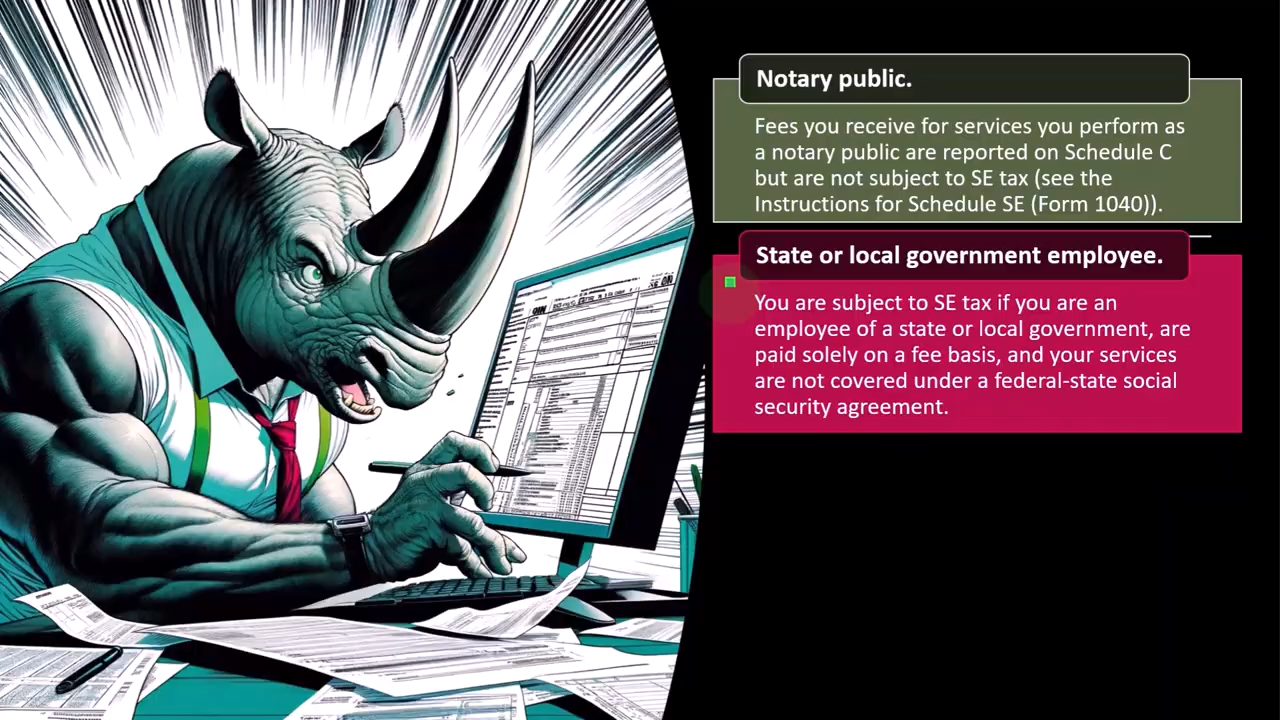 Notary public.
Fees you receive for services you perform as
a notary public are reported on Schedule C
but are not subject to SE tax (see the
Instructions for Schedule SE (Form 1040)).
State or local government employee.
You are subject to SE tax if you are an
employee of a state or local government, are
paid solely on a fee basis, and your services
are not covered under a federal-state social
security agreement.